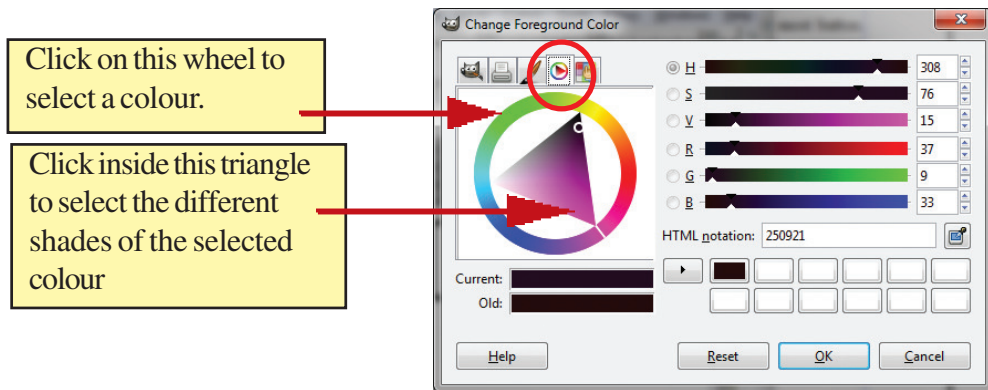 Change Foreground Color
Click on this wheel to
select a colour.
Click inside this triangle
to select the different
shades of the selected
colour
H 308
S 76
V 15
R 37
G 9
B 33
HTML notation: 250921
Current:
Old:
Help
Reset
OK
Cancel